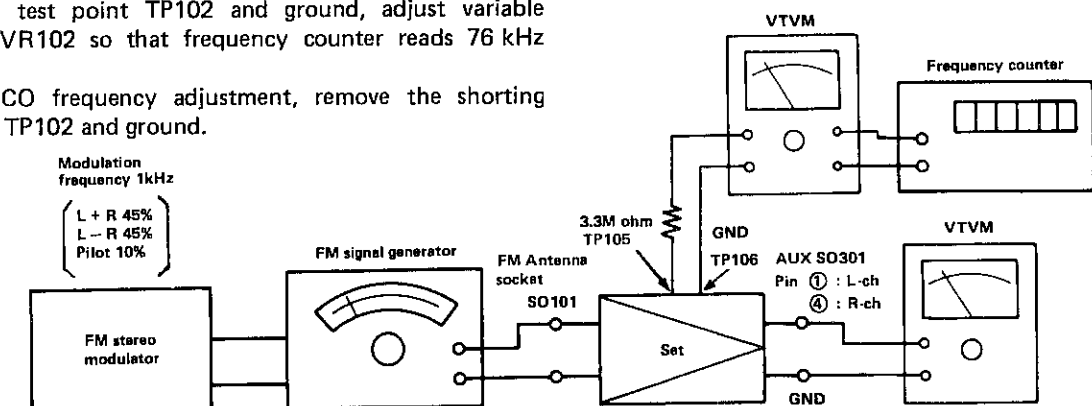 test point TP102 and ground, adjust variable
VR102 so that frequency counter reads 76 kHz
CO frequency adjustment, remove the shorting
TP102 and ground.
VTVM
Frequency counter
Modulation
frequency 1kHz
L + R 45%
L – R 45%
Pilot 10%
FM stereo
modulator
FM signal generator
FM Antenna
socket
SO101
3.3M ohm
TP105
GND
TP106
Set
AUX SO301
Pin ① : L-ch
④ : R-ch
GND
VTVM